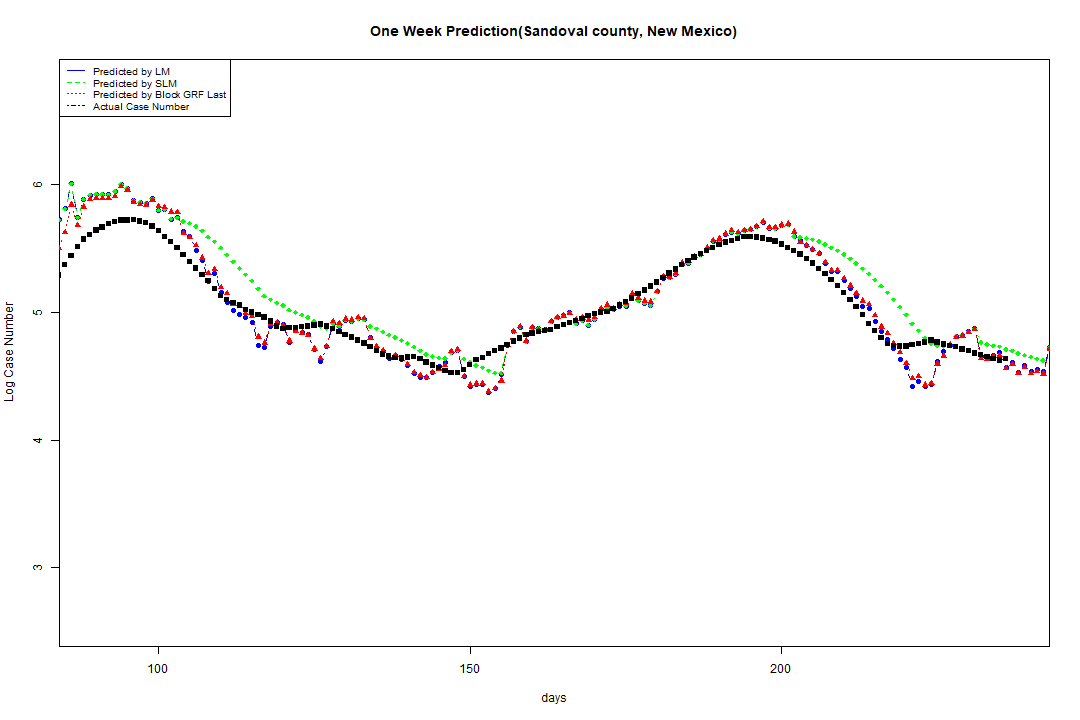 One Week Prediction(Sandoval county, New Mexico)
Predicted by LM
Predicted by SLM
Predicted by Block GRF Last
Actual Case Number
6
5
4
3
Log Case Number
100 150 200
days